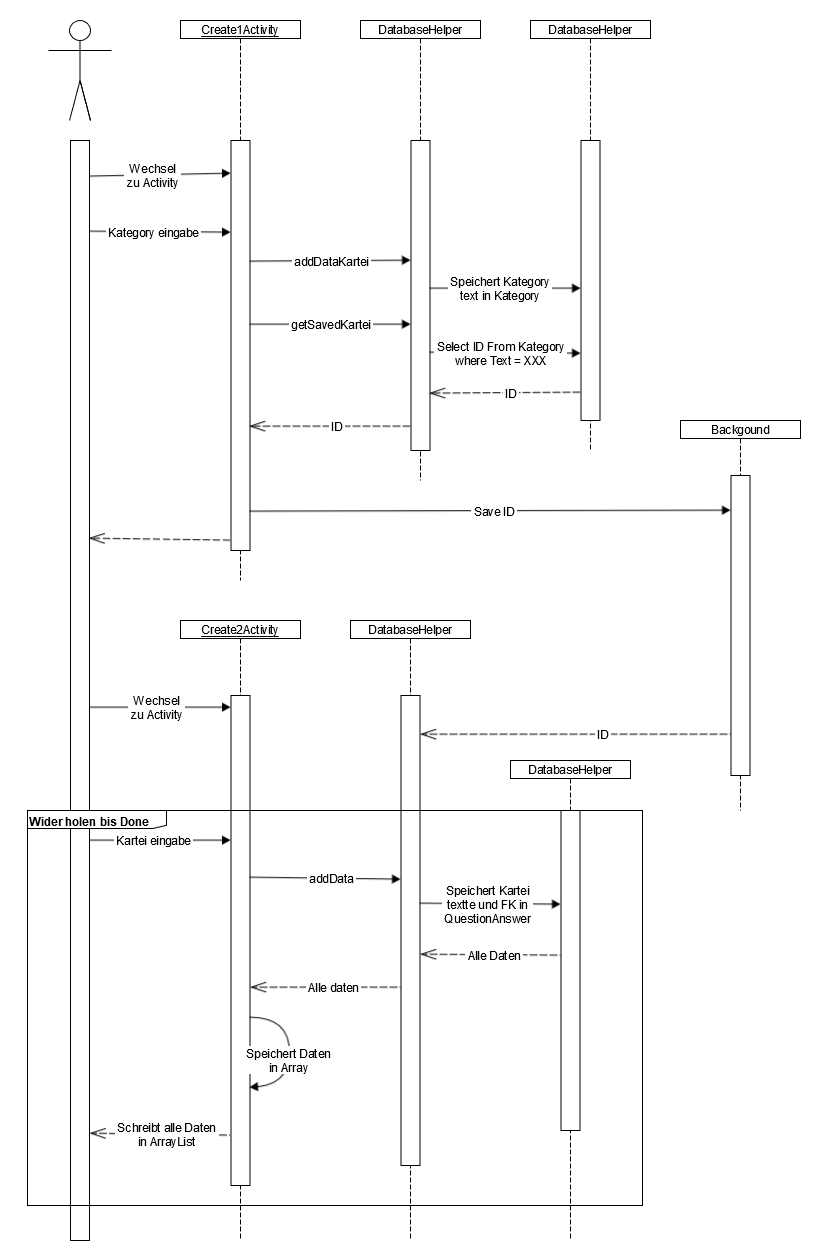 Create1Activity
DatabaseHelper
DatabaseHelper
Wechsel
zu Activity
Kategory eingabe
addDataKartei
Speichert Kategory
text in Kategory
getSavedKartei
Select ID From Kategory
where Text = XXX
ID
ID
Backgound
Save ID
Create2Activity
DatabaseHelper
Wechsel
zu Activity
ID
DatabaseHelper
Wider holen bis Done
Kartei eingabe
addData
Speichert Kartei
textte und FK in
QuestionAnswer
Alle Daten
Alle daten
Speichert Daten
in Array
Schreibt alle Daten
in ArrayList